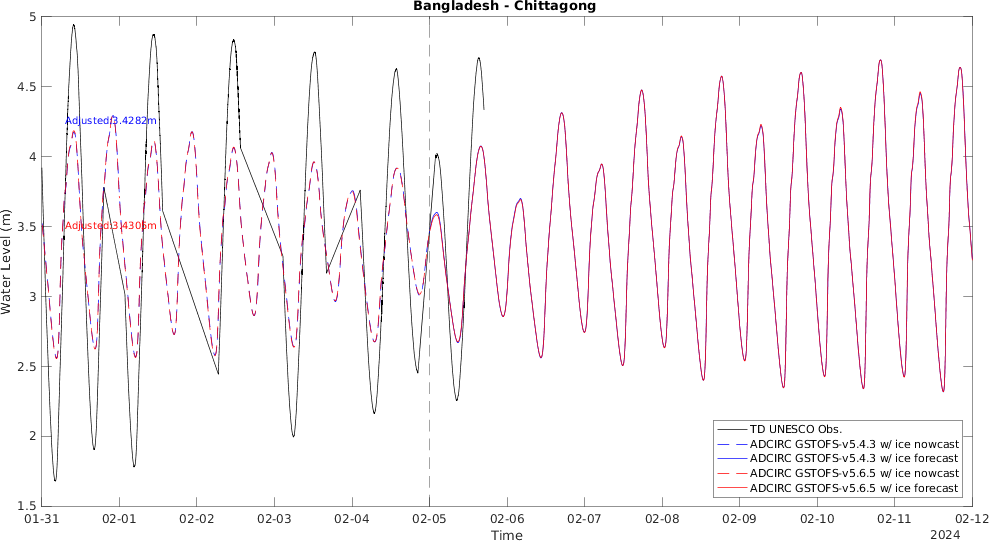 Bangladesh - Chittagong
5
4.5
4
3.5
3
2.5
2
1.5
Water Level (m)
Adjusted:3.4282m
Adjusted:3.4305m
TD UNESCO Obs.
ADCIRC GSTOFS-v5.4.3 w/ ice nowcast
ADCIRC GSTOFS-v5.4.3 w/ ice forecast
ADCIRC GSTOFS-v5.6.5 w/ ice nowcast
ADCIRC GSTOFS-v5.6.5 w/ ice forecast
01-31 02-01 02-02 02-03 02-04 02-05 02-06 02-07 02-08 02-09 02-10 02-11 02-12
Time
2024